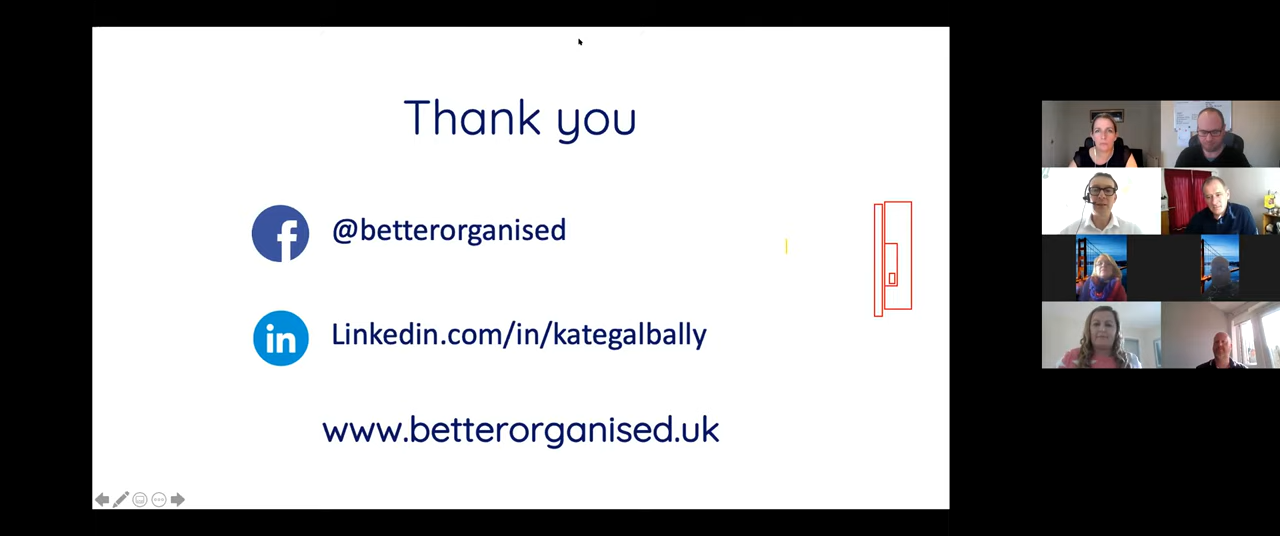 Thank you
@betterorganised
Linkedin.com/in/kategalbally
www.betterorganised.uk